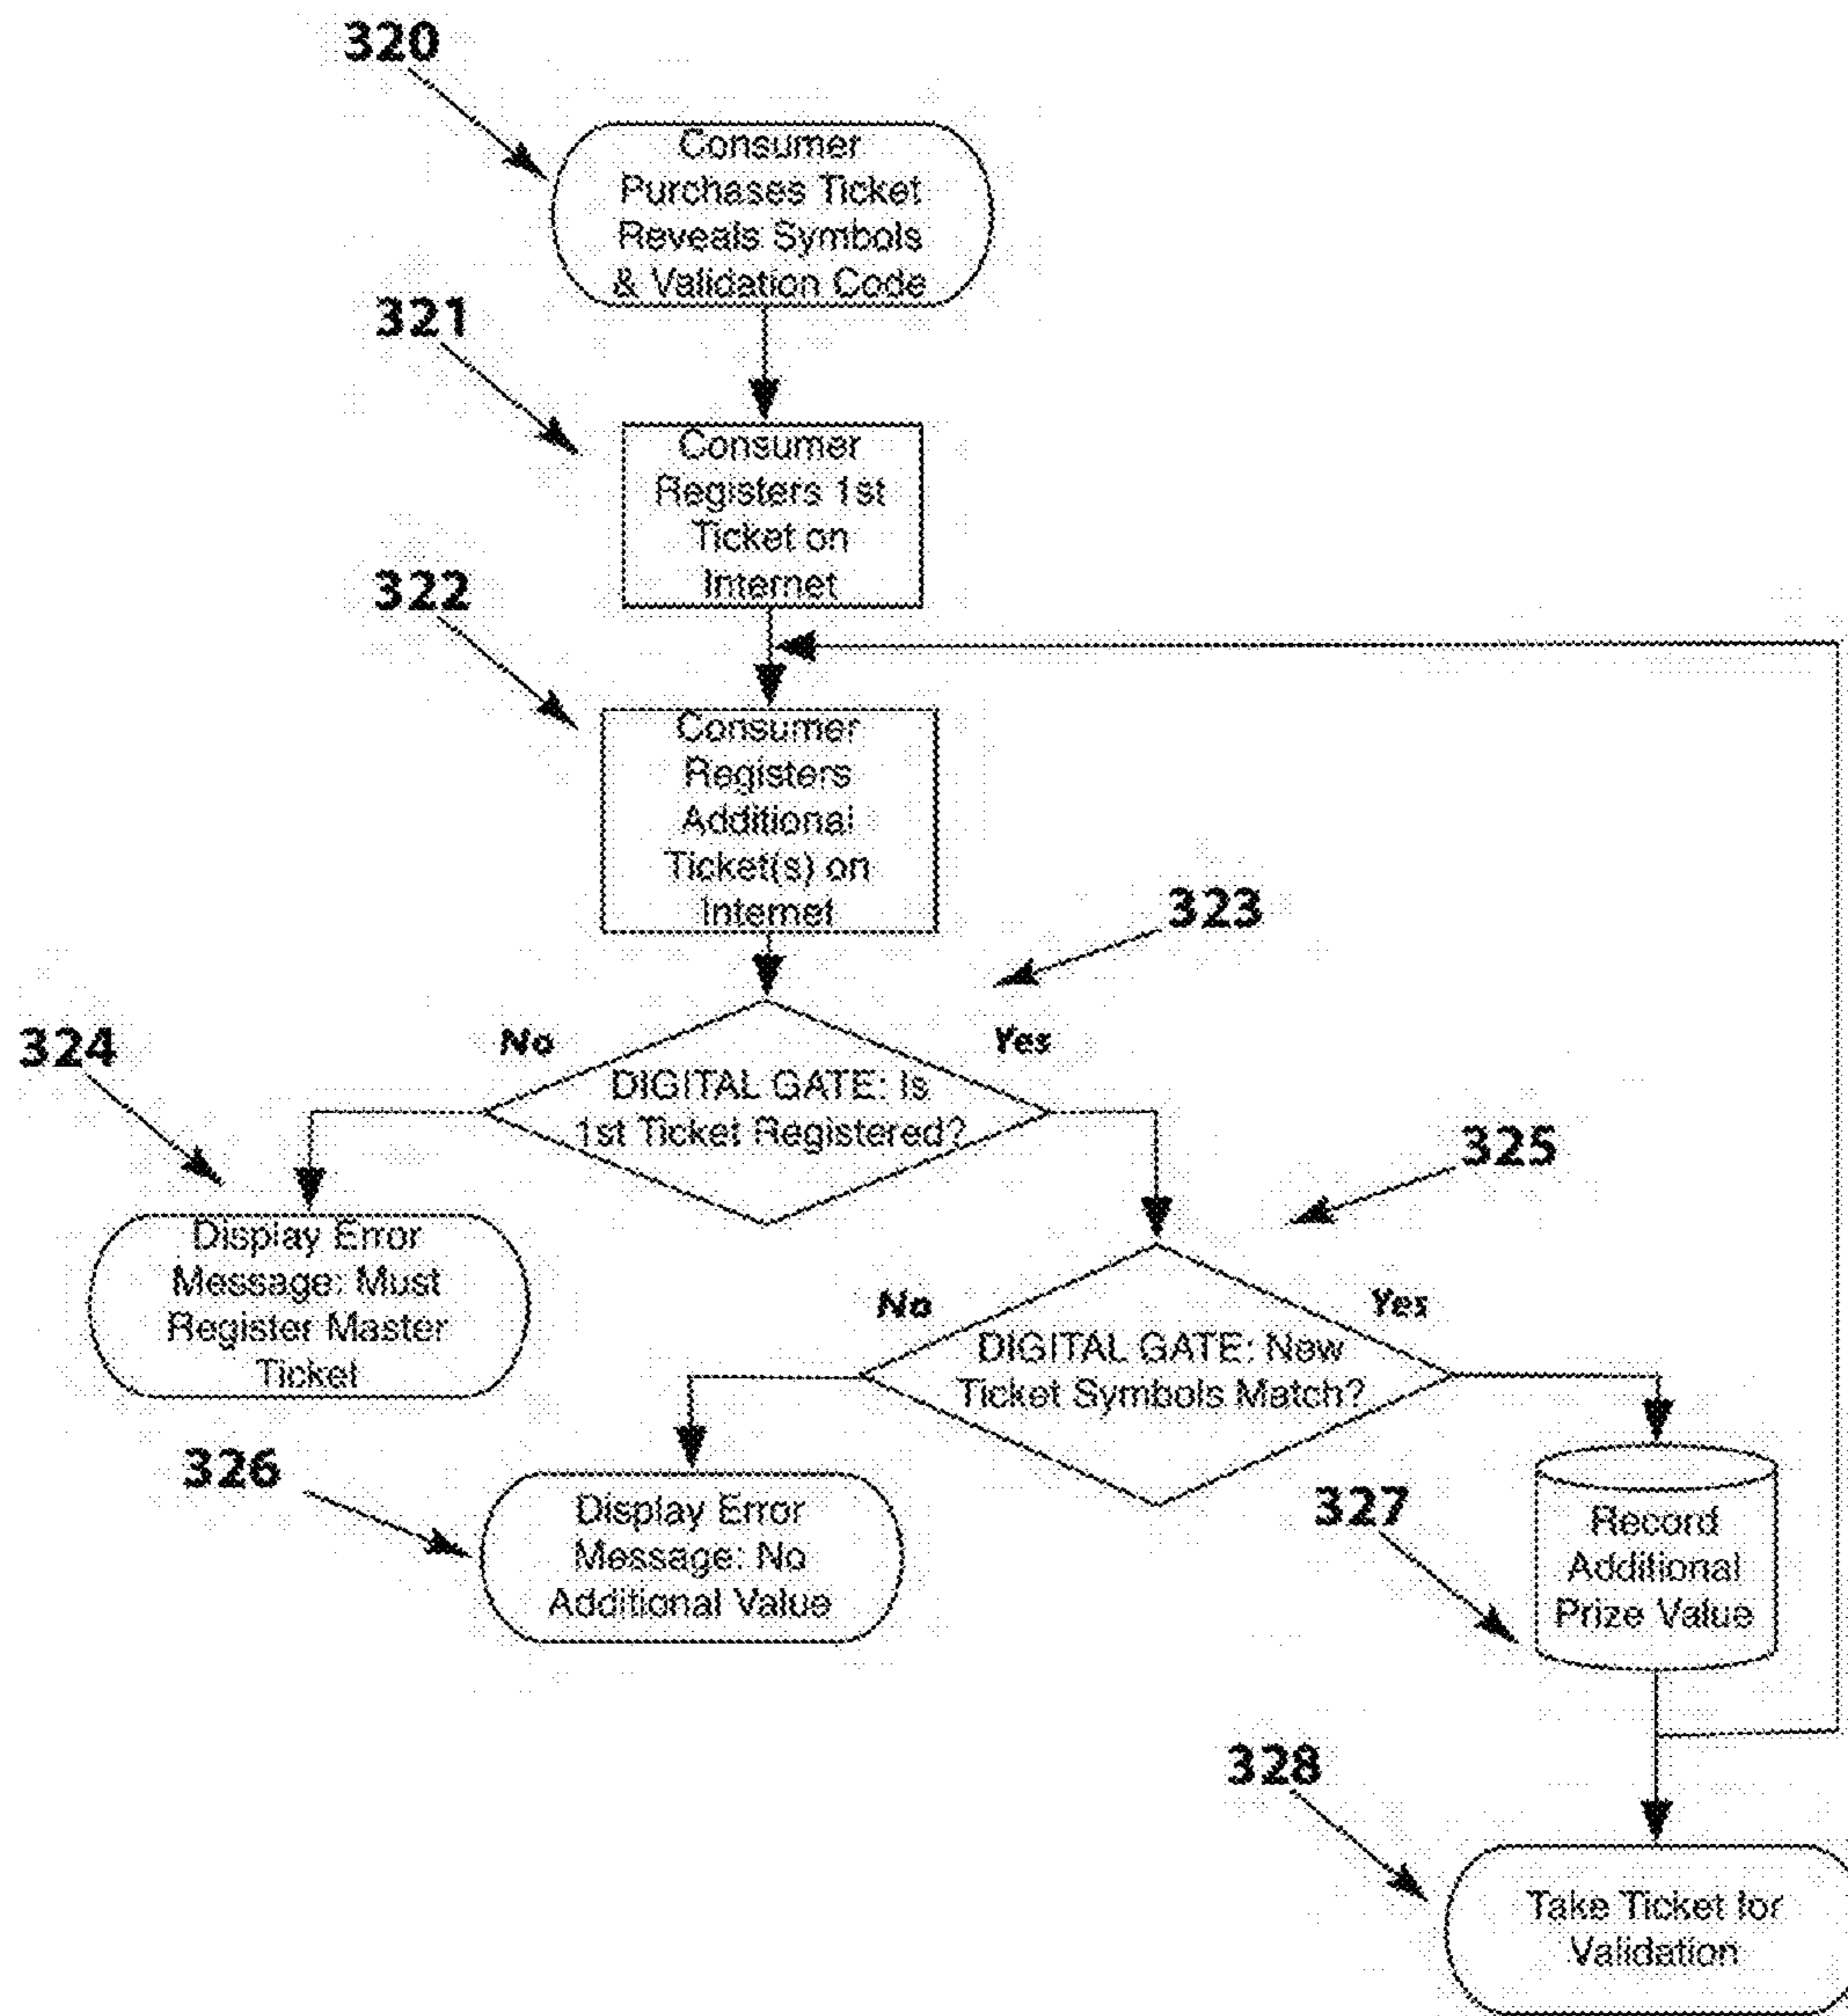 320
Consumer
Purchases Ticket
Reveals Symbols
& Validation Code
321
Consumer
Registers 1st
Ticket on
Internet
322
Consumer
Registers
Additional
Ticket(s) on
Internet
323
No
Yes
DIGITAL GATE: Is
1st Ticket Registered?
324
Display Error
Message: Must
Register Master
Ticket
325
No
Yes
DIGITAL GATE: New
Ticket Symbols Match?
326
Display Error
Message: No
Additional Value
327
Record
Additional
Prize Value
328
Take Ticket for
Validation